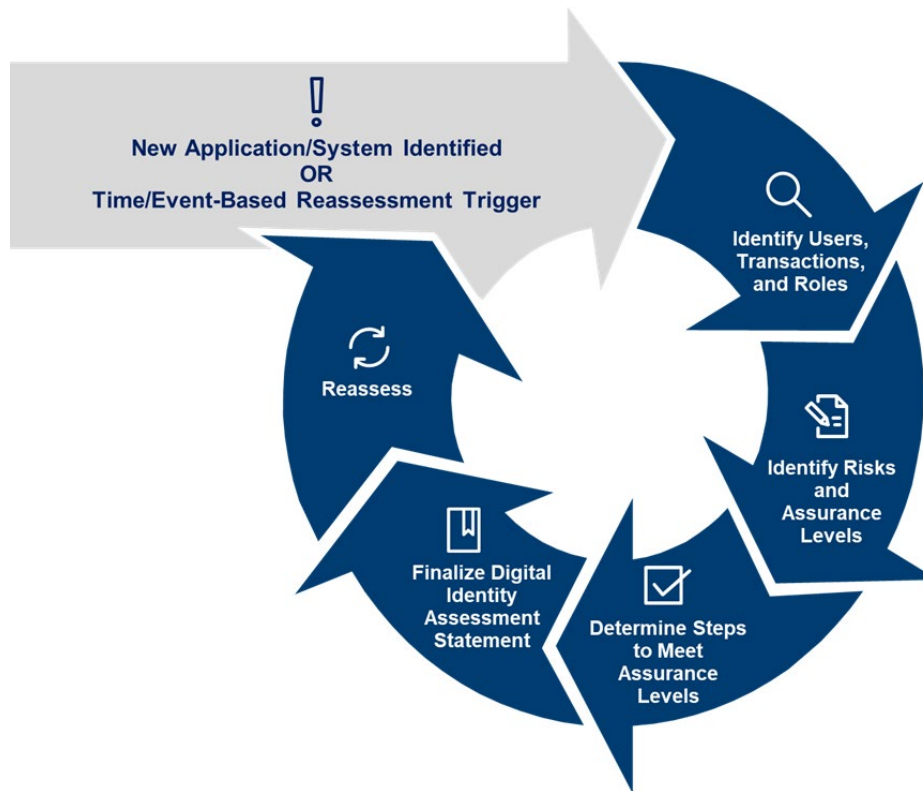 New Application/System Identified
OR
Time/Event-Based Reassessment Trigger
Identify Users,
Transactions,
and Roles
Identify Risks
and
Assurance
Levels
Determine Steps
to Meet
Assurance
Levels
Finalize Digital
Identity
Assessment
Statement
Reassess